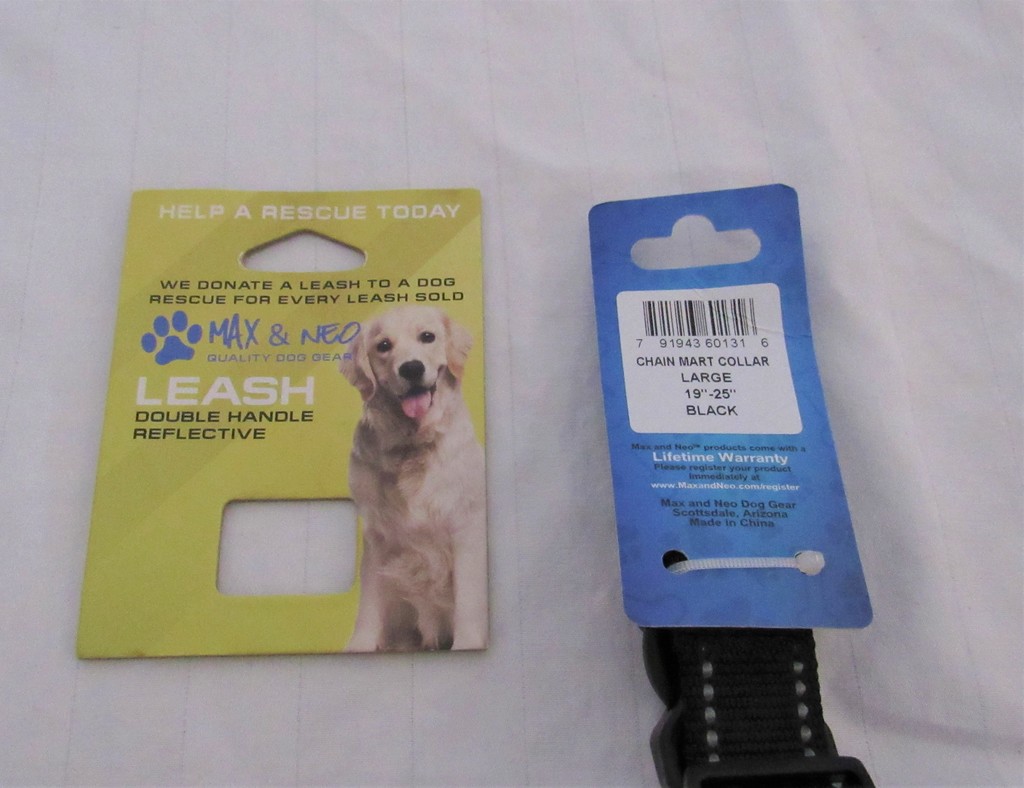 HELP A RESCUE TODAY
WE DONATE A LEASH TO A DOG
RESCUE FOR EVERY LEASH SOLD
MAX & NEO
QUALITY DOG GEAR
LEASH
DOUBLE HANDLE
REFLECTIVE
7 91943 60131 6
CHAIN MART COLLAR
LARGE
19"-25"
BLACK
Max and Neo™ products come with a
Lifetime Warranty
Please register your product
immediately at
www.MaxandNeo.com/register
Max and Neo Dog Gear
Scottsdale, Arizona
Made in China